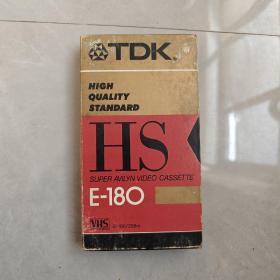 TDK
HIGH
QUALITY
STANDARD
HS
SUPER AVILYN VIDEO CASSETTE
E-180
VHS